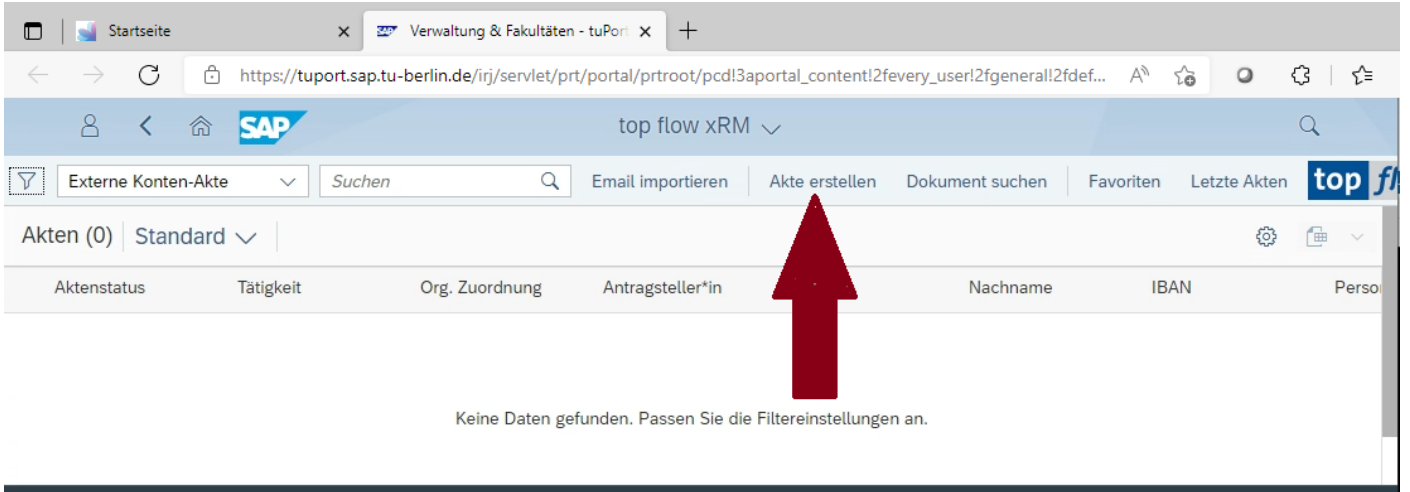 Startseite
Verwaltung & Fakultäten - tuPort
https://tuport.sap.tu-berlin.de/irj/servlet/prt/portal/prtroot/pcd!3aportal_content!2fevery_user!2fgeneral!2fdef...
SAP top flow xRM
Externe Konten-Akte Suchen Email importieren Akte erstellen Dokument suchen Favoriten Letzte Akten top
Akten (0) Standard
Aktenstatus Tätigkeit Org. Zuordnung Antragsteller*in Nachname IBAN
Keine Daten gefunden. Passen Sie die Filtereinstellungen an.